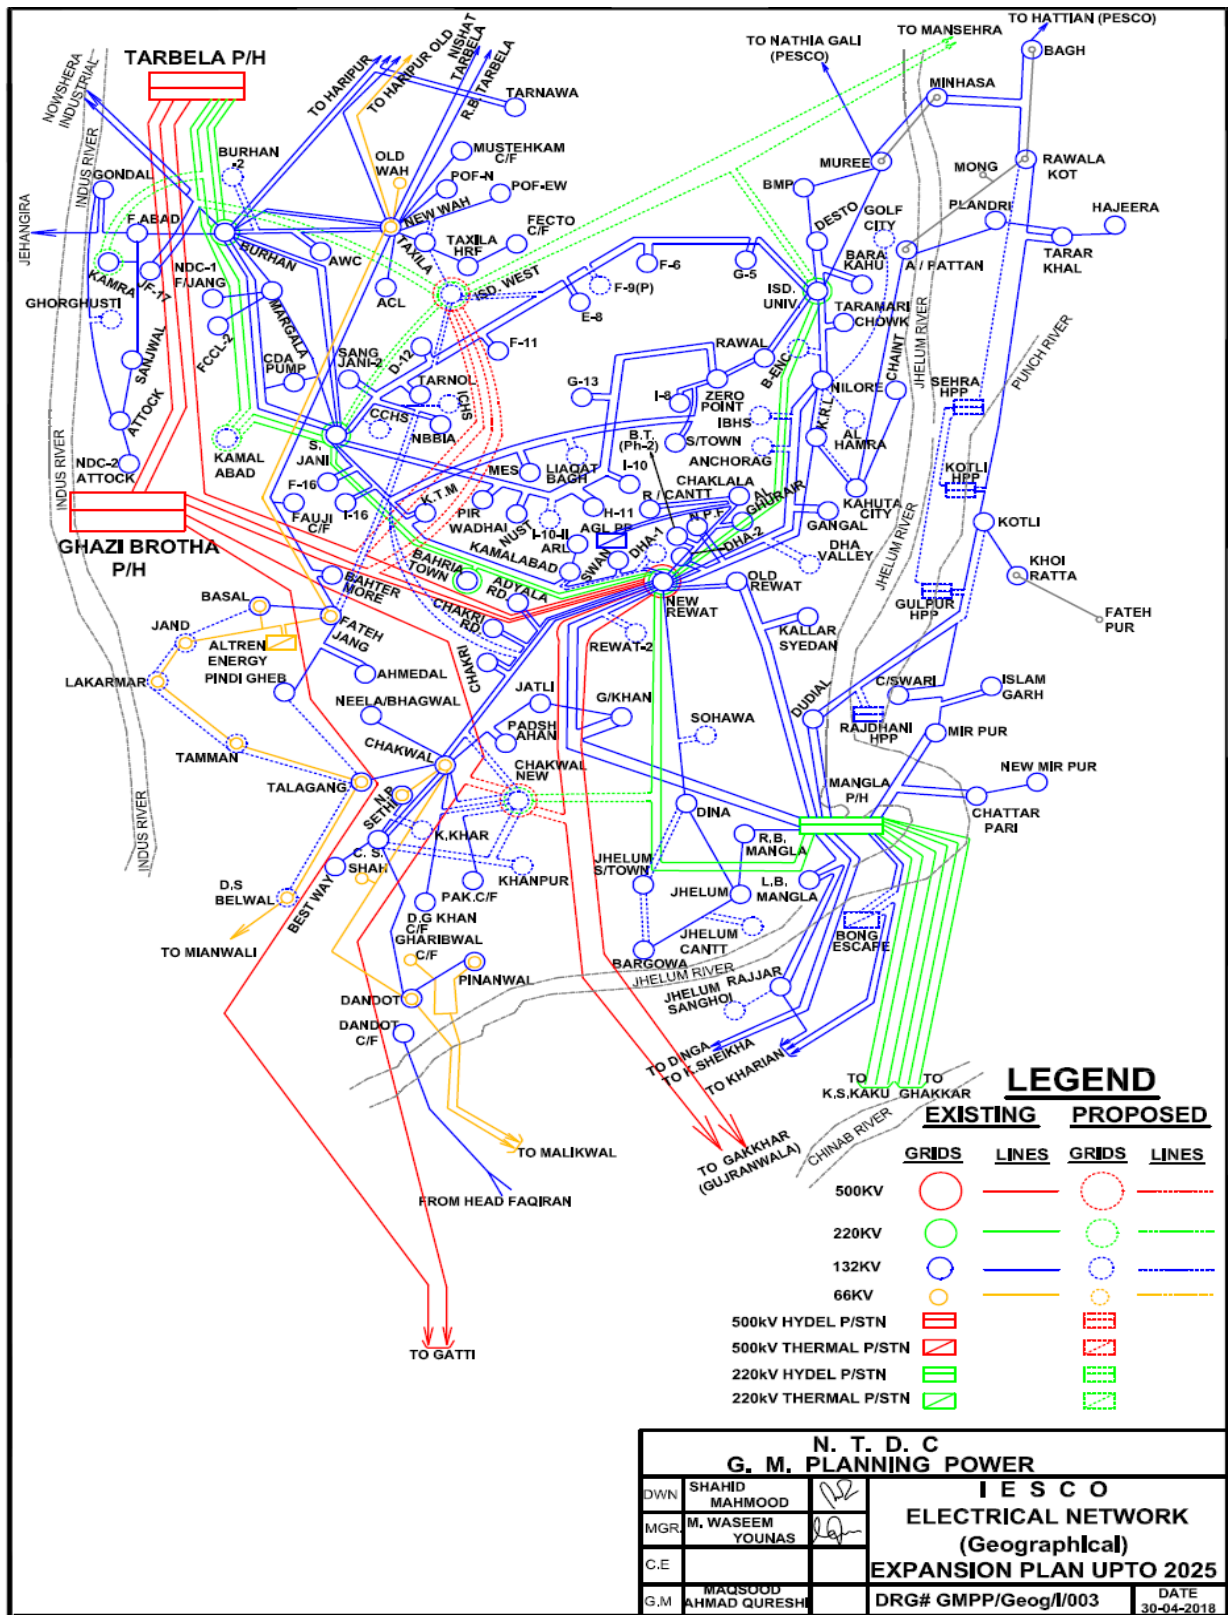 TO HATTIAN (PESCO)
TO MANSEHRA
BAGH
TO NATHIA GALI
(PESCO)
NISHAT
TARBELA
R.B. TARBELA
TO HARIPUR OLD
TO HARIPUR
TARBELA P/H
NOWSHERA
INDUSTRIAL
INDUS RIVER
TARNAWA
MINHASA
MUSTEHKAM
C/F
OLD
WAH
BURHAN
-2
GONDAL
POF-N
POF-EW
MUREE
MONG
RAWALA
KOT
BMP
F.ABAD
NEW WAH
FECTO
C/F
DESTO
GOLF
CITY
PLANDRI
HAJEERA
JEHANGIRA
BURHAN
AWC
TAXILA
TAXILA
HRF
BARA
KAHU
A / PATTAN
TARAR
KHAL
KAMRA
JF-17
NDC-1
F/JANG
ACL
ISD. WEST
F-6
F-9(P)
G-5
ISD.
UNIV.
GHORGHUSTI
E-8
TARAMARI
CHOWK
JHELUM RIVER
PUNCH RIVER
SANJWAL
FCCL-2
MARGALA
CDA
PUMP
SANG
JANI-2
D-12
F-11
RAWAL
B-ENC
CHAINT
SEHRA
HPP
TARNOL
ICHS
G-13
I-8
ZERO
POINT
NILORE
ATTOCK
CCHS
NBBIA
IBHS
K.R.L
AL
HAMRA
NDC-2
ATTOCK
KAMAL
ABAD
S.
JANI
MES
LIAQAT
BAGH
B.T.
(Ph-2)
S/TOWN
ANCHORAG
I-10
CHAKLALA
KOTLI
HPP
INDUS RIVER
F-16
I-16
FAUJI
C/F
K.T.M
PIR
WADHAI
NUST
H-11
R / CANTT
N.P.F
AL
GHURAIR
GANGAL
KAHUTA
CITY
KOTLI
GHAZI BROTHA
P/H
I-10-II
ARL
AGL PP
DHA-1
DHA-2
DHA
VALLEY
JHELUM RIVER
KAMALABAD
SWAN
KHOI
RATTA
BAHTER
MORE
BAHRIA
TOWN
ADYALA
RD
NEW
REWAT
OLD
REWAT
GULPUR
HPP
FATEH
PUR
BASAL
JAND
ALTREN
ENERGY
FATEH
JANG
CHAKRI
RD
REWAT-2
KALLAR
SYEDAN
PINDI GHEB
AHMEDAL
CHAKRI
LAKARMAR
C/SWARI
ISLAM
GARH
NEELA/BHAGWAL
JATLI
G/KHAN
DUDIAL
RAJDHANI
HPP
MIR PUR
PADSH
AHAN
SOHAWA
TAMMAN
CHAKWAL
CHAKWAL
NEW
MANGLA
P/H
NEW MIR PUR
TALAGANG
N.P
SETHI
DINA
CHATTAR
PARI
INDUS RIVER
K.KHAR
R.B.
MANGLA
C. S.
SHAH
KHANPUR
JHELUM
S/TOWN
L.B.
MANGLA
D.S
BELWAL
BEST WAY
PAK.C/F
JHELUM
TO MIANWALI
D.G KHAN
C/F
GHARIBWAL
C/F
JHELUM
CANTT
BONG
ESCAPE
PINANWAL
BARGOWA
JHELUM RIVER
DANDOT
JHELUM RAJJAR
SANGHOI
DANDOT
C/F
TO DINGA
TO K.SHEIKHA
TO KHARIAN
TO
K.S.KAKU
TO
GHAKKAR
CHINAB RIVER
TO MALIKWAL
TO GAKKHAR
(GUJRANWALA)
FROM HEAD FAQIRAN
TO GATTI
LEGEND
EXISTING PROPOSED
GRIDS LINES GRIDS LINES
500KV
220KV
132KV
66KV
500kV HYDEL P/STN
500kV THERMAL P/STN
220kV HYDEL P/STN
220kV THERMAL P/STN
N. T. D. C
G. M. PLANNING POWER
DWN SHAHID
MAHMOOD
MGR. M. WASEEM
YOUNAS
C.E
G.M MAQSOOD
AHMAD QURESHI
I E S C O
ELECTRICAL NETWORK
(Geographical)
EXPANSION PLAN UPTO 2025
DRG# GMPP/Geog/I/003
DATE
30-04-2018